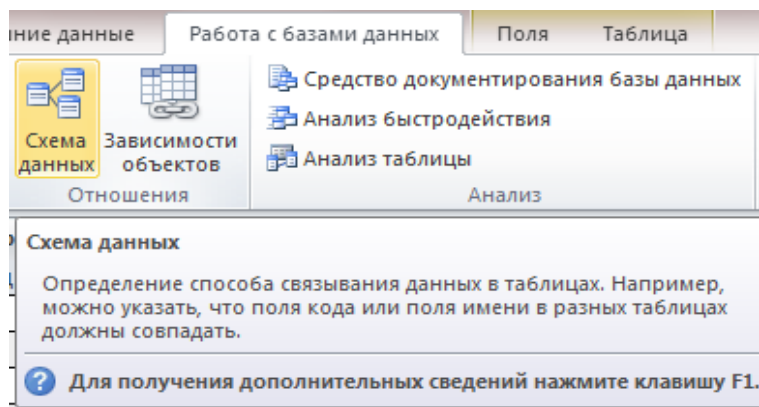 ние данные Работа с базами данных Поля Таблица
Средство документирования базы данных
Анализ быстродействия
Схема данных Зависимости объектов
Анализ таблицы
Отношения Анализ
Схема данных
Определение способа связывания данных в таблицах. Например,
можно указать, что поля кода или поля имени в разных таблицах
должны совпадать.
Для получения дополнительных сведений нажмите клавишу F1.